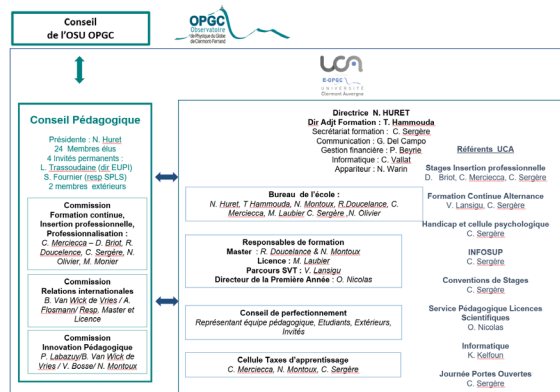 Conseil
de l'OSU OPGC
OPGC
Observatoire
de Physique du Globe
de Clermont-Ferrand
UCA
E-OPGC
UNIVERSITÉ
Clermont Auvergne
Conseil Pédagogique
Présidente : N. Huret
24 Membres élus
4 Invités permanents :
L. Trassoudaine (dir EUPI)
S. Fournier (resp SPLS)
2 membres extérieurs
Commission
Formation continue,
Insertion professionnelle,
Professionnalisation :
C. Merciecca – D. Briot, R.
Doucelence, C. Sergère, N.
Olivier, M. Monier
Commission
Relations internationales
B. Van Wick de Vries / A.
Flosmann/ Resp. Master et
Licence
Commission
Innovation Pédagogique
P. Labazuy/B. Van Wick de
Vries / V. Bosse/ N. Montoux
Directrice N. HURET
Dir Adjt Formation : T. Hammouda
Secrétariat formation : C. Sergère
Communication : G. Del Campo
Gestion financière : P. Beyrie
Informatique : C. Vallat
Appariteur : N. Warin
Bureau de l'école :
N. Huret, T Hammouda, N. Montoux, R.Doucelance, C.
Merciecca, M. Laubier C. Sergère ,N. Olivier
Responsables de formation
Master : R. Doucelance & N. Montoux
Licence : M. Laubier
Parcours SVT : V. Lansigu
Directeur de la Première Année : O. Nicolas
Conseil de perfectionnement
Représentant équipe pédagogique, Etudiants, Extérieurs,
Invités
Cellule Taxes d'apprentissage
C. Merciecca, N. Montoux, C. Sergère
Référents UCA
Stages Insertion professionnelle
D. Briot, C. Merciecca, C. Sergère
Formation Continue Alternance
V. Lansigu, C. Sergère
Handicap et cellule psychologique
C. Sergère
INFOSUP
C. Sergère
Conventions de Stages
C. Sergère
Service Pédagogique Licences
Scientifiques
O. Nicolas
Informatique
K. Kelfoun
Journée Portes Ouvertes
C. Sergère